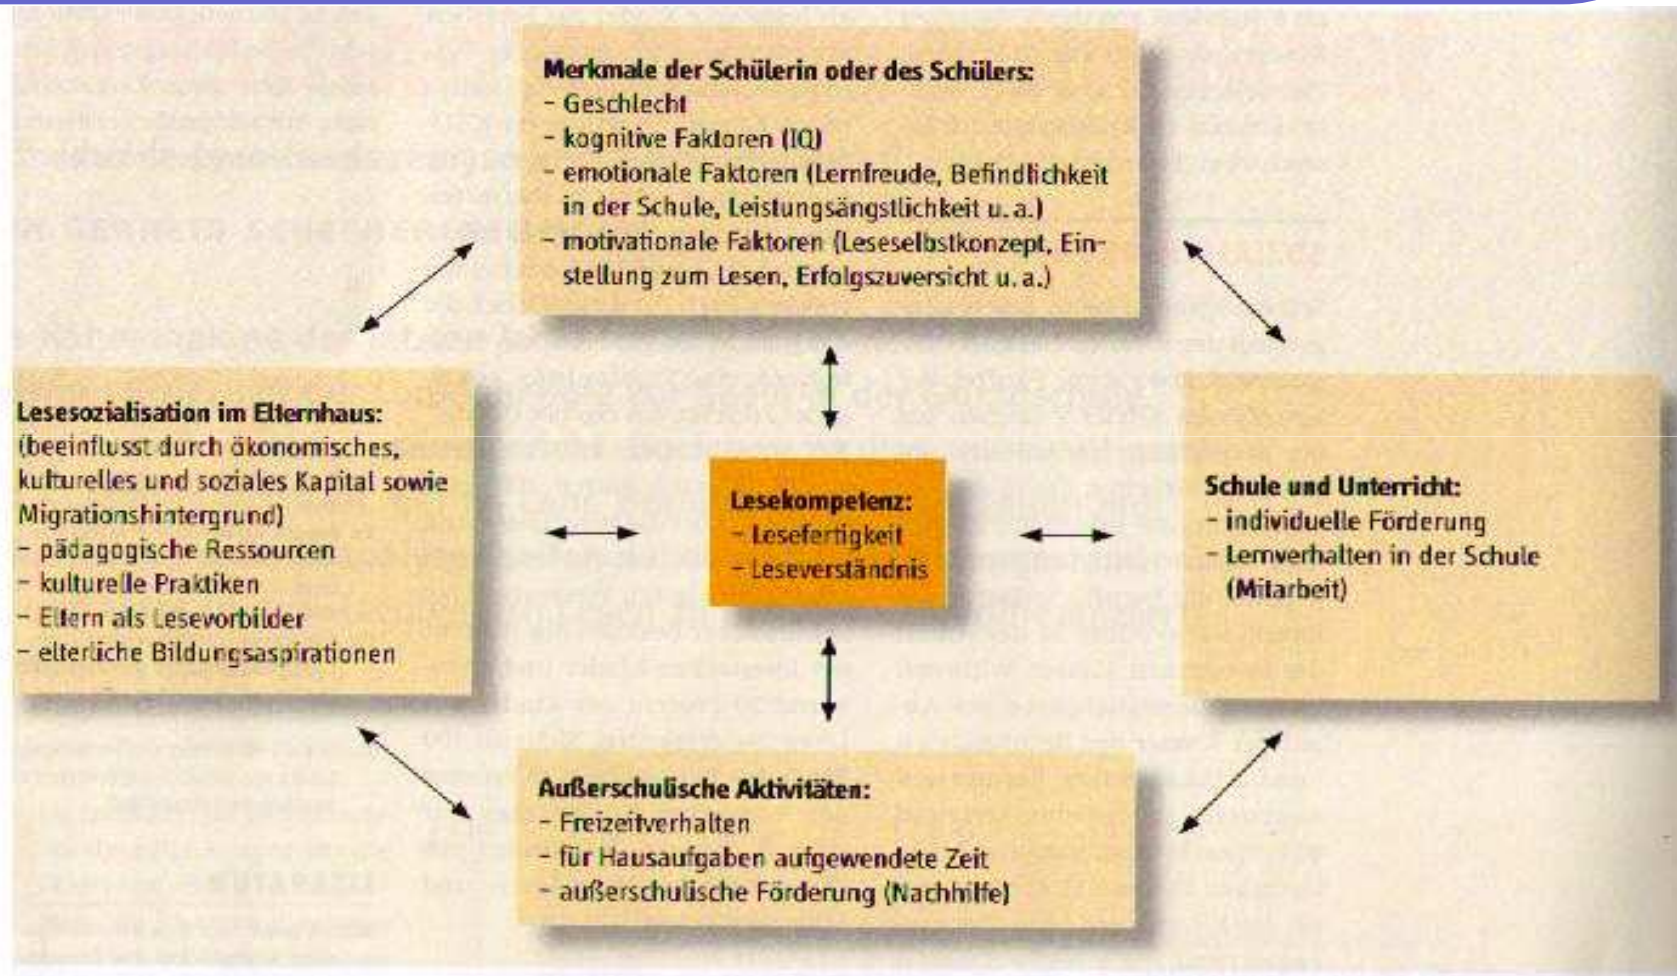 Merkmale der Schülerin oder des Schülers:
– Geschlecht
– kognitive Faktoren (IQ)
– emotionale Faktoren (Lernfreude, Befindlichkeit
in der Schule, Leistungsängstlichkeit u. a.)
– motivationale Faktoren (Leseselbstkonzept, Ein-
stellung zum Lesen, Erfolgszuversicht u. a.)
Lesesozialisation im Elternhaus:
(beeinflusst durch ökonomisches,
kulturelles und soziales Kapital sowie
Migrationshintergrund)
– pädagogische Ressourcen
– kulturelle Praktiken
– Eltern als Lesevorbilder
– elterliche Bildungsaspirationen
Lesekompetenz:
– Lesefertigkeit
– Leseverständnis
Schule und Unterricht:
– individuelle Förderung
– Lernverhalten in der Schule
(Mitarbeit)
Außerschulische Aktivitäten:
– Freizeitverhalten
– für Hausaufgaben aufgewendete Zeit
– außerschulische Förderung (Nachhilfe)